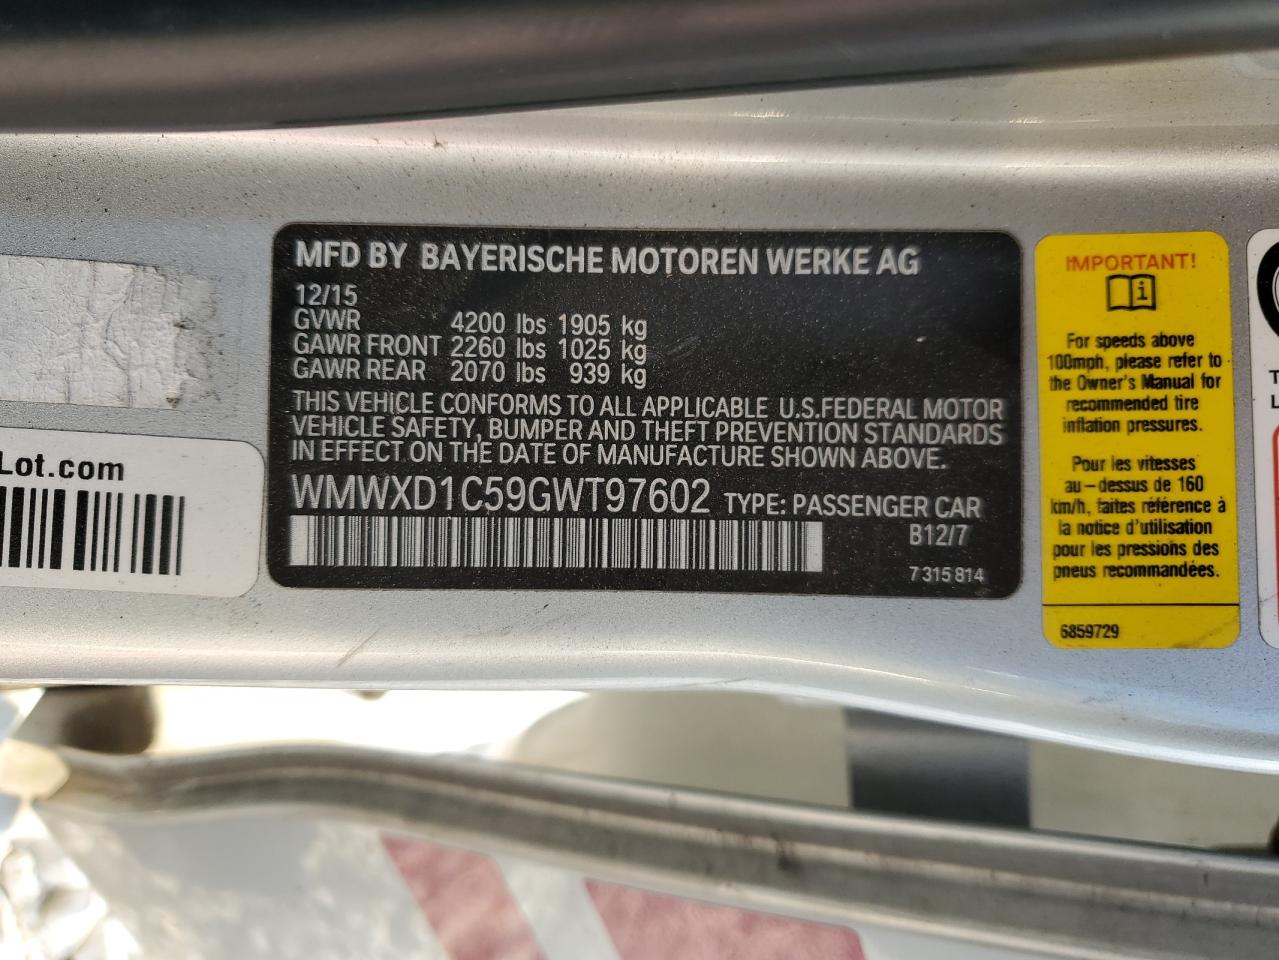 MFD BY BAYERISCHE MOTOREN WERKE AG
12/15
GVWR 4200 lbs 1905 kg
GAWR FRONT 2260 lbs 1025 kg
GAWR REAR 2070 lbs 939 kg
THIS VEHICLE CONFORMS TO ALL APPLICABLE U.S.FEDERAL MOTOR
VEHICLE SAFETY, BUMPER AND THEFT PREVENTION STANDARDS
IN EFFECT ON THE DATE OF MANUFACTURE SHOWN ABOVE.
WMWXD1C59GWT97602 TYPE: PASSENGER CAR
B12/7
7 315 814
Lot.com
IMPORTANT!
i
For speeds above
100mph, please refer to
the Owner's Manual for
recommended tire
inflation pressures.
Pour les vitesses
au-dessus de 160
km/h, faites référence à
la notice d'utilisation
pour les pressions des
pneus recommandées.
6859729